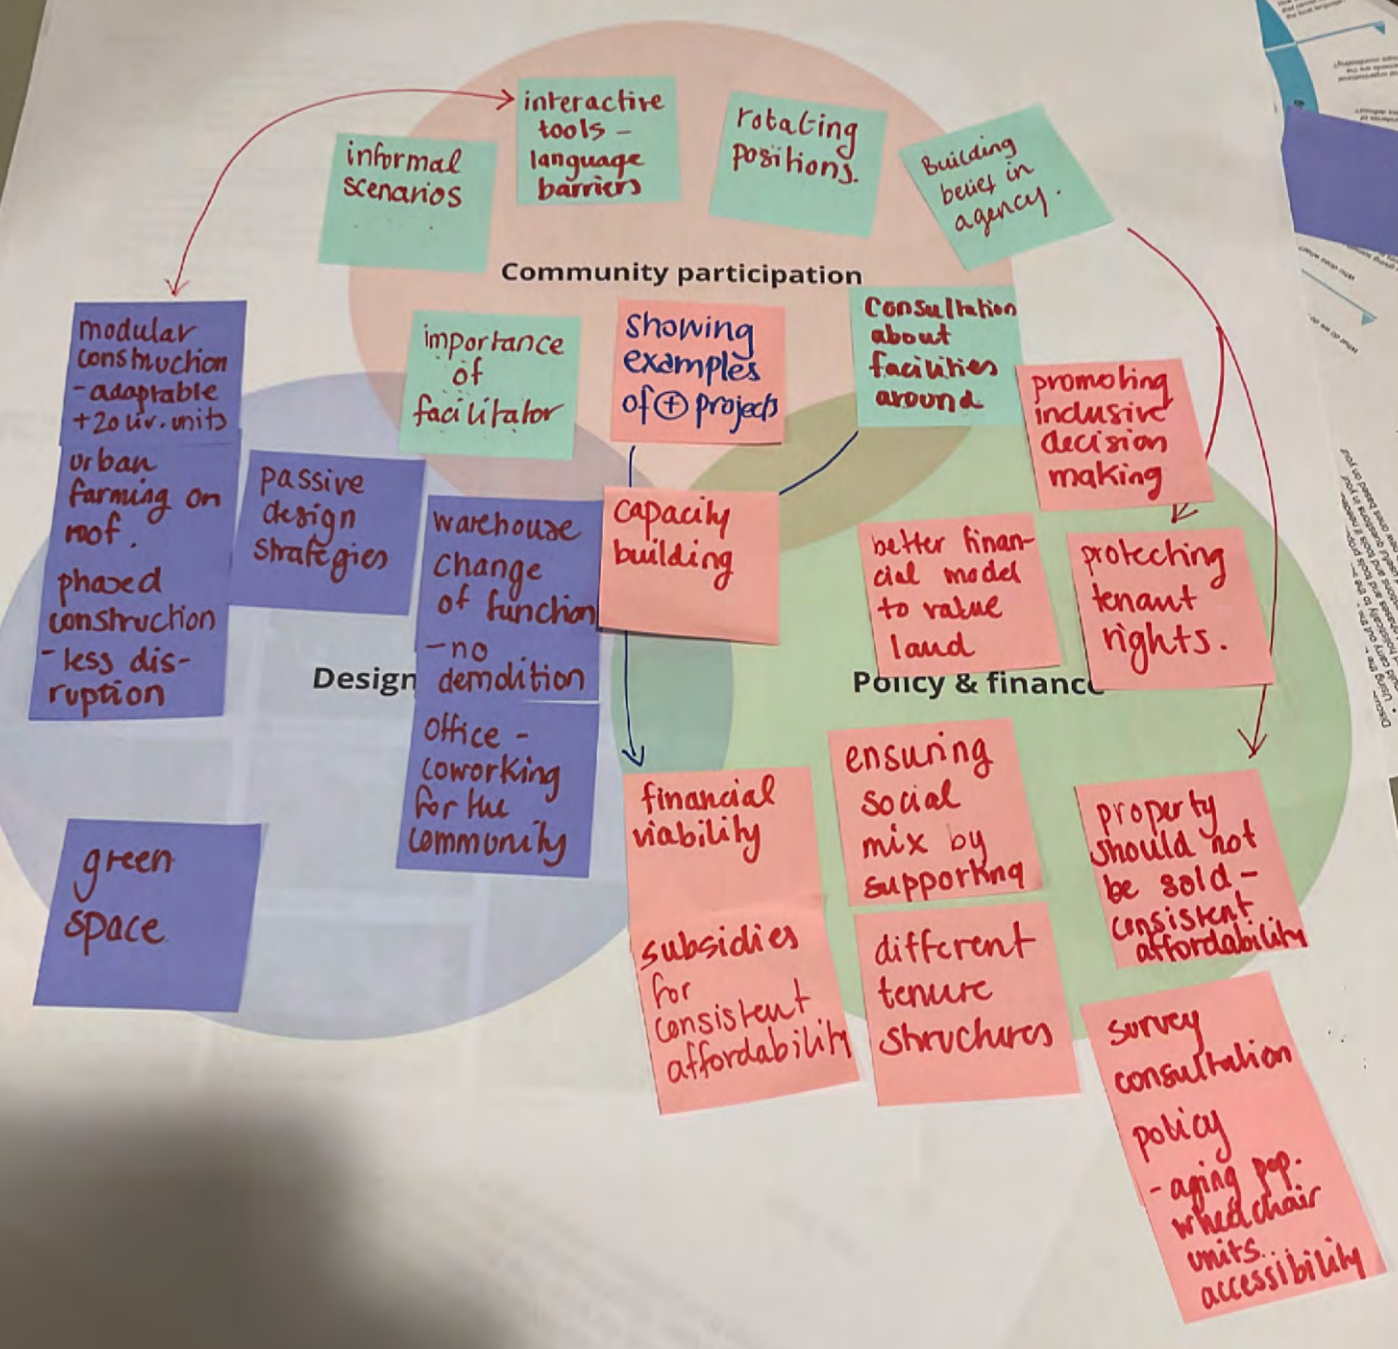 interactive
tools -
language
barriers
informal
scenarios
rotating
positions.
Building
belief in
agency.
Community participation
modular
construction
- adaptable
+20 liv. units
importance
of
facilitator
showing
examples
of ⊕ projects
Consultation
about
facilities
around
promoting
inclusive
decision
making
urban
farming on
roof.
phased
construction
- less dis-
ruption
passive
design
strategies
warehouse
change
of function
- no
demolition
capacity
building
better finan-
cial model
to value
land
protecting
tenant
rights.
Design
Policy & finance
office -
coworking
for the
community
green
space
financial
viability
subsidies
for
consistent
affordability
ensuring
social
mix by
supporting
different
tenure
structures
property
should not
be sold -
consistent
affordability
survey
consultation
policy
- aging pop.
wheelchair
units..
accessibility